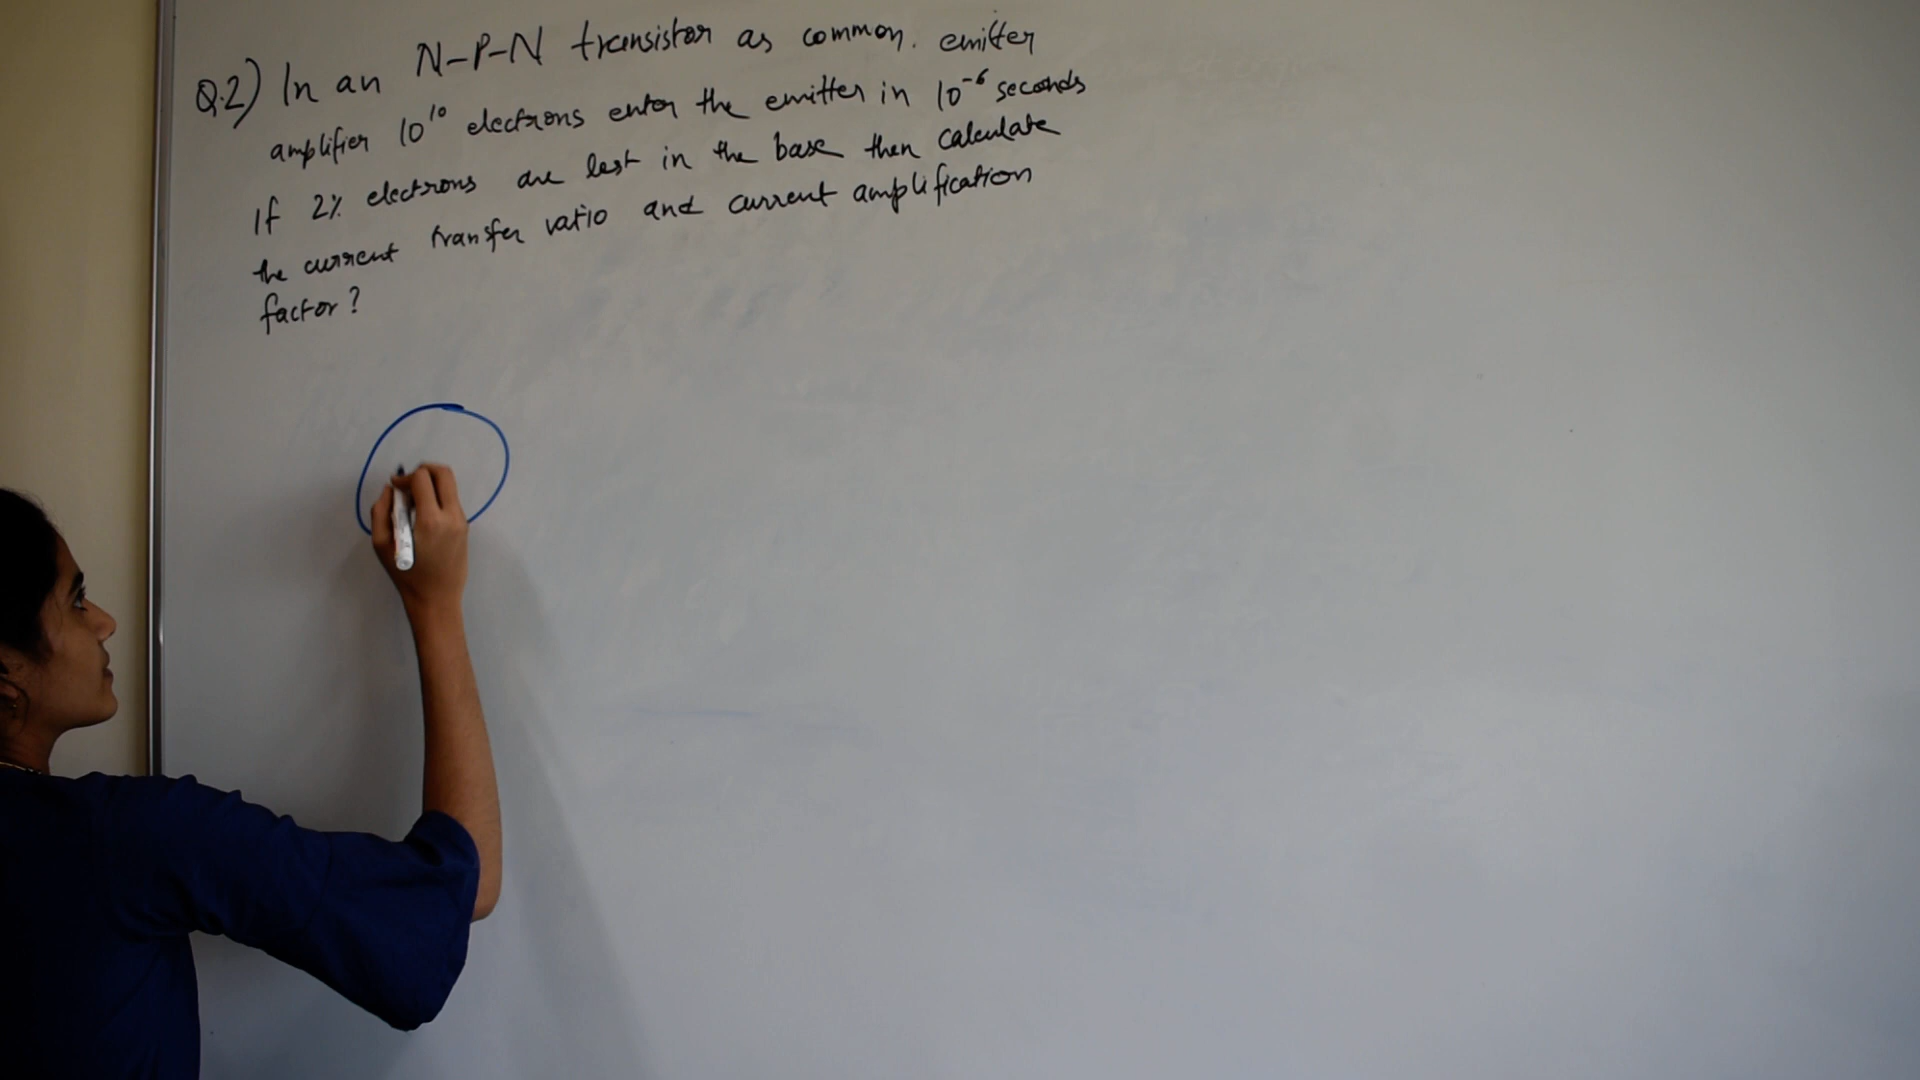 Q.2) In an N-P-N transistor as common. emitter
amplifier 10¹⁰ electrons enter the emitter in 10⁻⁶ seconds
If 2% electrons are lost in the base then calculate
the current transfer ratio and current amplification
factor?